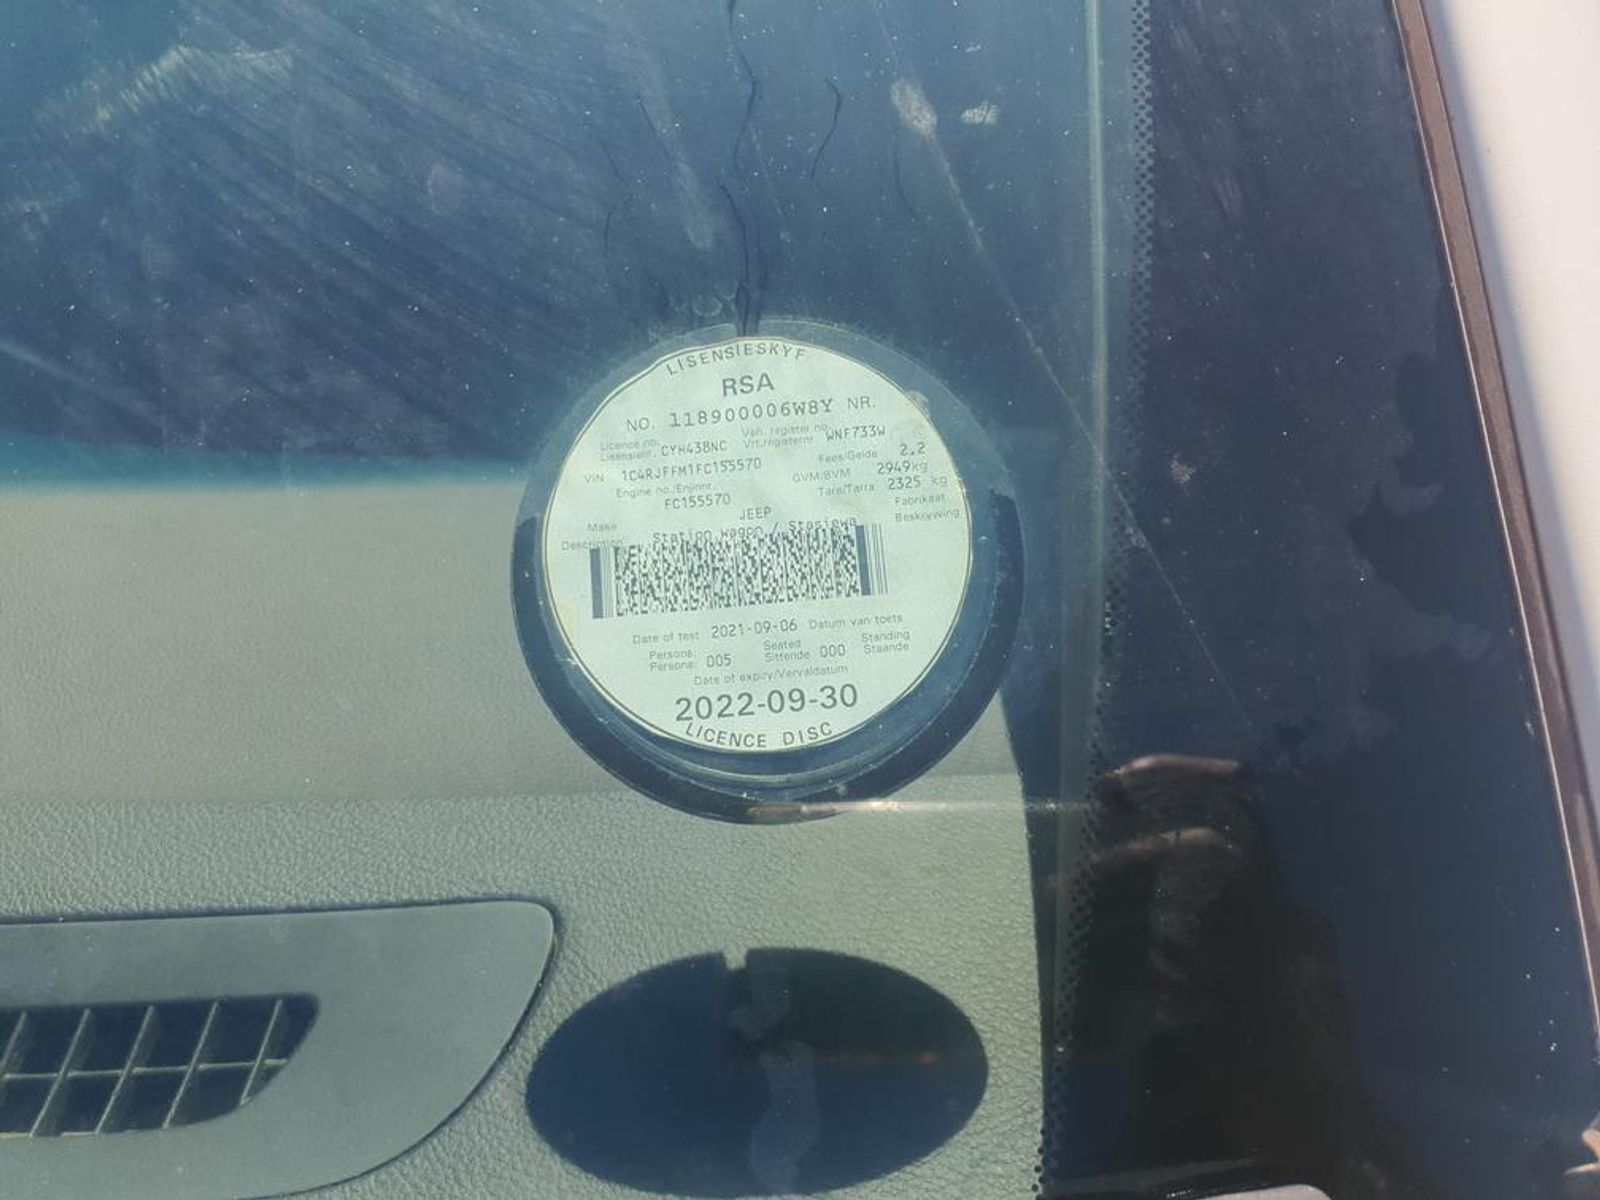 LISENSIESKYF
RSA
NO. 118900006W8Y NR.
Licence no. Veh. register no.
Lisensienr. CYH438NC Vrt.registernr. WNF733W
VIN 1C4RJFFM1FC155570 Fees/Gelde 2.2
Engine no./Enjinnr. GVM/BVM 2949kg
FC155570 Tare/Tarra 2325 kg
Make JEEP Fabrikaat
Description Station wagon / Stasiewa Beskrywing
Date of test 2021-09-06 Datum van toets
Persons: Seated Standing
Persone: 005 Sittende 000 Staande
Date of expiry/Vervaldatum
2022-09-30
LICENCE DISC